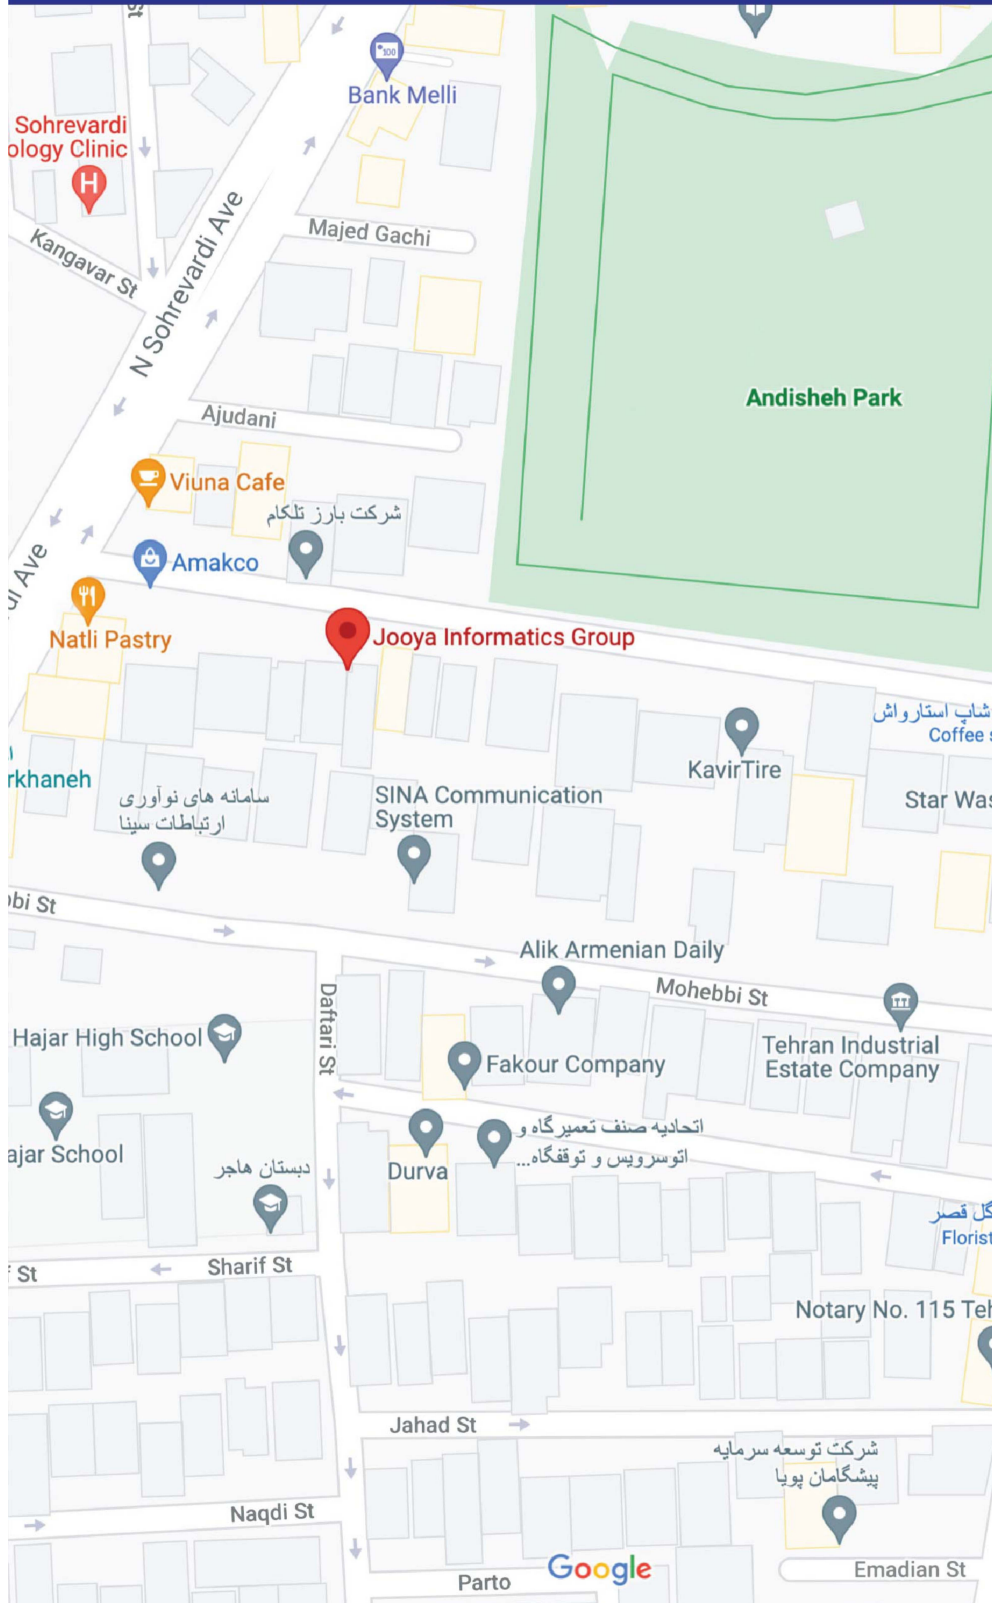 St
Bank Melli
Sohrevardi
ology Clinic
Kangavar St
N Sohrevardi Ave
Majed Gachi
Andisheh Park
Ajudani
Viuna Cafe
شرکت بارز تلکام
Amakco
di Ave
Natli Pastry
Jooya Informatics Group
شاپ استارواش
Coffee s
KavirTire
rkhaneh
سامانه های نوآوری
ارتباطات سینا
SINA Communication
System
Star Was
bbi St
Alik Armenian Daily
Mohebbi St
Daftari St
Hajar High School
Fakour Company
Tehran Industrial
Estate Company
ajar School
دبستان هاجر
Durva
اتحادیه صنف تعمیرگاه و
اتوسرویس و توقفگاه...
گل قصر
Florist
f St
Sharif St
Notary No. 115 Teh
Jahad St
شرکت توسعه سرمایه
پیشگامان پویا
Naqdi St
Google
Parto
Emadian St